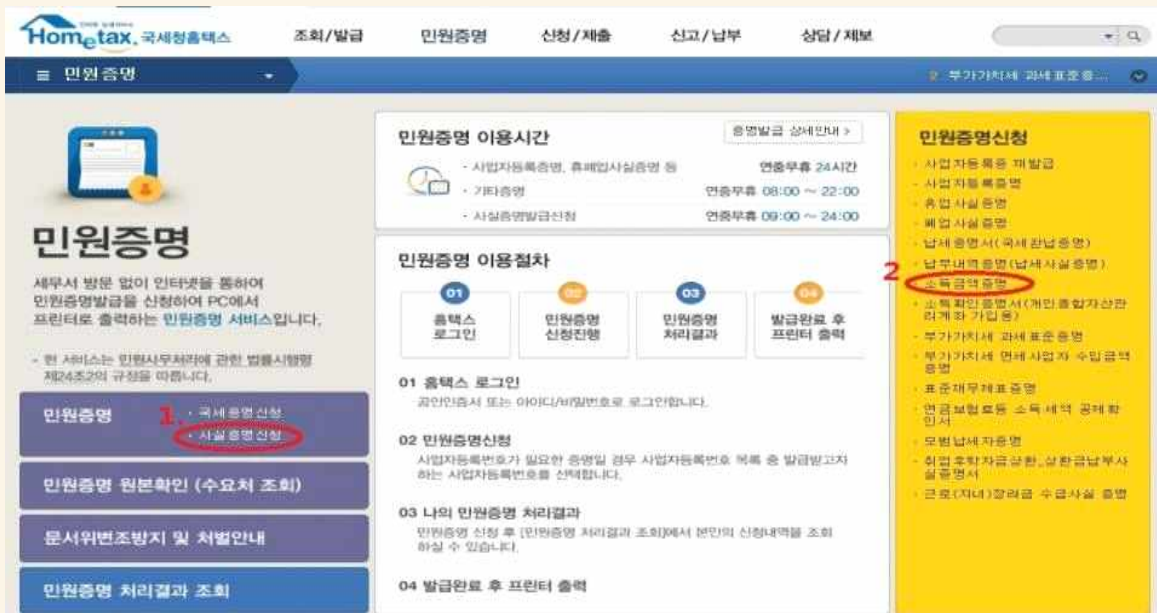 Hometax. 국세청홈택스
조회/발급
민원증명
신청/제출
신고/납부
상담/제보
민원증명
부가가치세 과세표준증...
민원증명
세무서 방문 없이 인터넷을 통하여
민원증명발급을 신청하여 PC에서
프린터로 출력하는 민원증명 서비스입니다.
- 현 서비스는 민원사무처리에 관한 법률시행령
제24조2의 규정을 따릅니다.
민원증명
1.
· 국세증명신청
· 사실증명신청
민원증명 원본확인 (수요처 조회)
문서위변조방지 및 처벌안내
민원증명 처리결과 조회
민원증명 이용시간
증명발급 상세안내 >
· 사업자등록증명, 휴폐업사실증명 등 연중무휴 24시간
· 기타증명 연중무휴 08:00 ~ 22:00
· 사실증명발급신청 연중무휴 09:00 ~ 24:00
민원증명 이용절차
01 02 03 04
홈택스 민원증명 민원증명 발급완료 후
로그인 신청진행 처리결과 프린터 출력
01 홈택스 로그인
공인인증서 또는 아이디/비밀번호로 로그인합니다.
02 민원증명신청
사업자등록번호가 필요한 증명일 경우 사업자등록번호 목록 중 발급받고자
하는 사업자등록번호를 선택합니다.
03 나의 민원증명 처리결과
민원증명 신청 후 [민원증명 처리결과 조회]에서 본인의 신청내역을 조회
하실 수 있습니다.
04 발급완료 후 프린터 출력
민원증명신청
· 사업자등록증 재발급
· 사업자등록증명
· 휴업사실증명
· 폐업사실증명
· 납세증명서(국세완납증명)
· 납부내역증명(납세사실증명)
2
· 소득금액증명
· 소득확인증명서(개인종합자산관
리계좌 가입용)
· 부가가치세 과세표준증명
· 부가가치세 면세사업자 수입금액
증명
· 표준재무제표증명
· 연금보험료등 소득·세액 공제확
인서
· 모범납세자증명
· 취업후학자금상환_상환금납부사
실증명서
· 근로(자녀)장려금 수급사실 증명